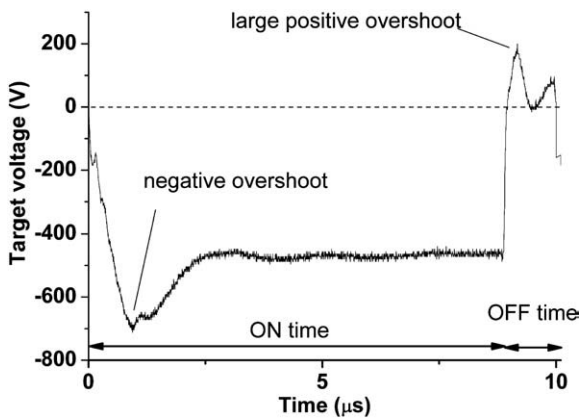 large positive overshoot
200
0
-200
-400
-600
-800
Target voltage (V)
negative overshoot
ON time
OFF time
0
5
10
Time (μs)